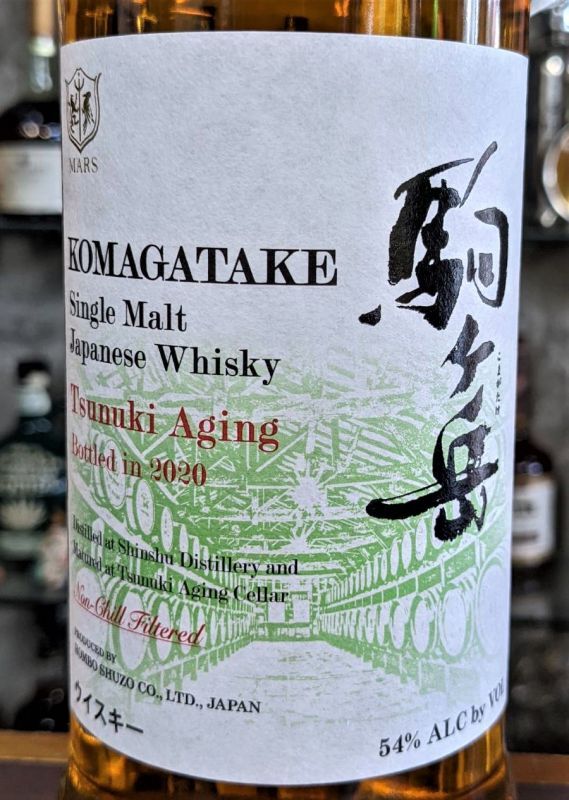 MARS
KOMAGATAKE
Single Malt
Japanese Whisky
Tsunuki Aging
Bottled in 2020
Distilled at Shinshu Distillery and
Matured at Tsunuki Aging Cellar
Non-Chill Filtered
PRODUCED BY
HOMBO SHUZO CO., LTD., JAPAN
ウイスキー
54% ALC by VOL
駒ヶ岳